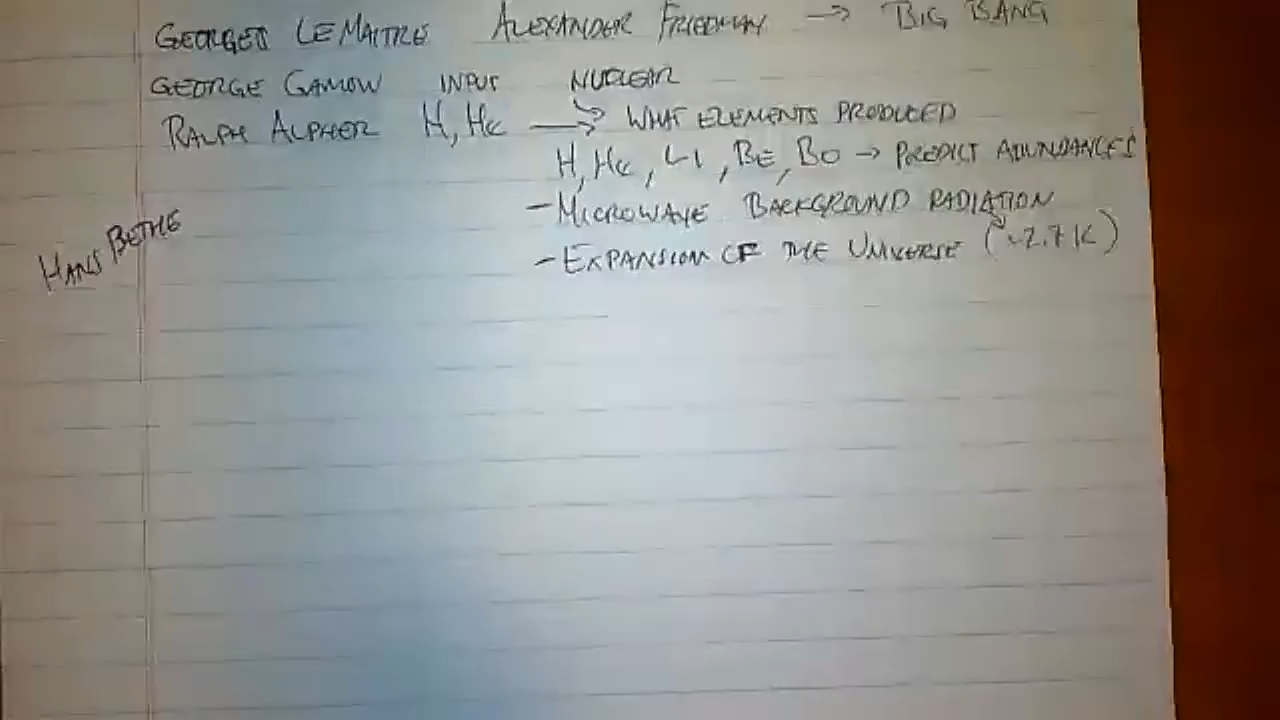 GEORGES LEMAITRE ALEXANDER FRIEDMAN → BIG BANG
GEORGE GAMOW INPUT NUCLEAR
RALPH ALPHER H, He → WHAT ELEMENTS PRODUCED
H, He, LI, BE, BO → PREDICT ABUNDANCES
- MICROWAVE BACKGROUND RADIATION
HANS BETHE
- EXPANSION OF THE UNIVERSE (~2.7K)